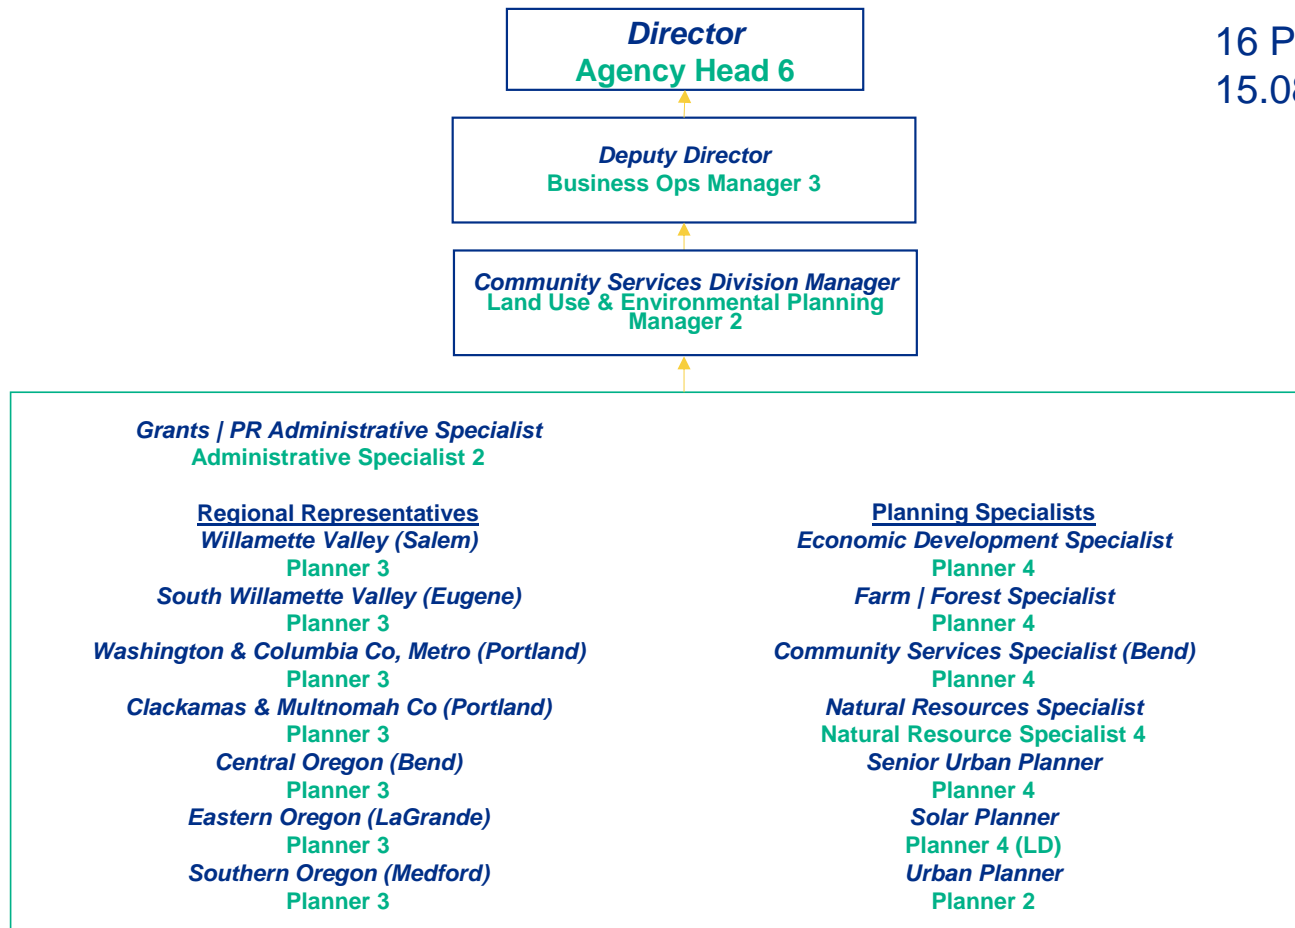 Director
Agency Head 6
16 P
15.08
Deputy Director
Business Ops Manager 3
Community Services Division Manager
Land Use & Environmental Planning
Manager 2
Grants | PR Administrative Specialist
Administrative Specialist 2
Regional Representatives
Willamette Valley (Salem)
Planner 3
South Willamette Valley (Eugene)
Planner 3
Washington & Columbia Co, Metro (Portland)
Planner 3
Clackamas & Multnomah Co (Portland)
Planner 3
Central Oregon (Bend)
Planner 3
Eastern Oregon (LaGrande)
Planner 3
Southern Oregon (Medford)
Planner 3
Planning Specialists
Economic Development Specialist
Planner 4
Farm | Forest Specialist
Planner 4
Community Services Specialist (Bend)
Planner 4
Natural Resources Specialist
Natural Resource Specialist 4
Senior Urban Planner
Planner 4
Solar Planner
Planner 4 (LD)
Urban Planner
Planner 2